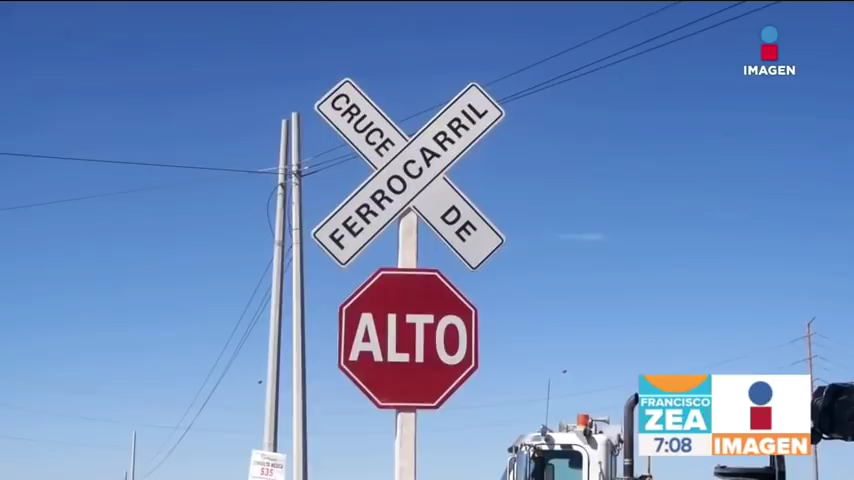 IMAGEN
CRUCE DE
FERROCARRIL
ALTO
FRANCISCO
ZEA
7:08
IMAGEN
$35